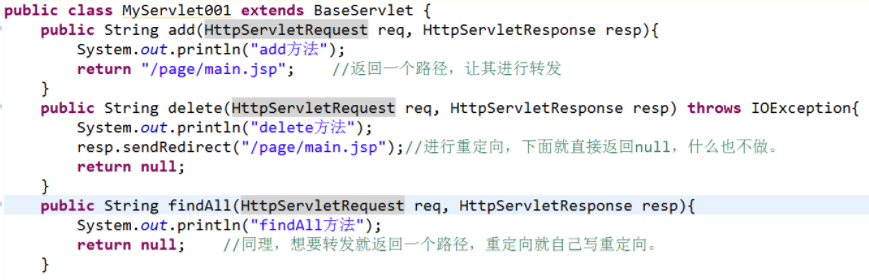 public class MyServlet001 extends BaseServlet {
public String add(HttpServletRequest req, HttpServletResponse resp){
System.out.println("add方法");
return "/page/main.jsp"; //返回一个路径，让其进行转发
}
public String delete(HttpServletRequest req, HttpServletResponse resp) throws IOException{
System.out.println("delete方法");
resp.sendRedirect("/page/main.jsp");//进行重定向，下面就直接返回null，什么也不做。
return null;
}
public String findAll(HttpServletRequest req, HttpServletResponse resp){
System.out.println("findAll方法");
return null; //同理，想要转发就返回一个路径，重定向就自己写重定向。
}